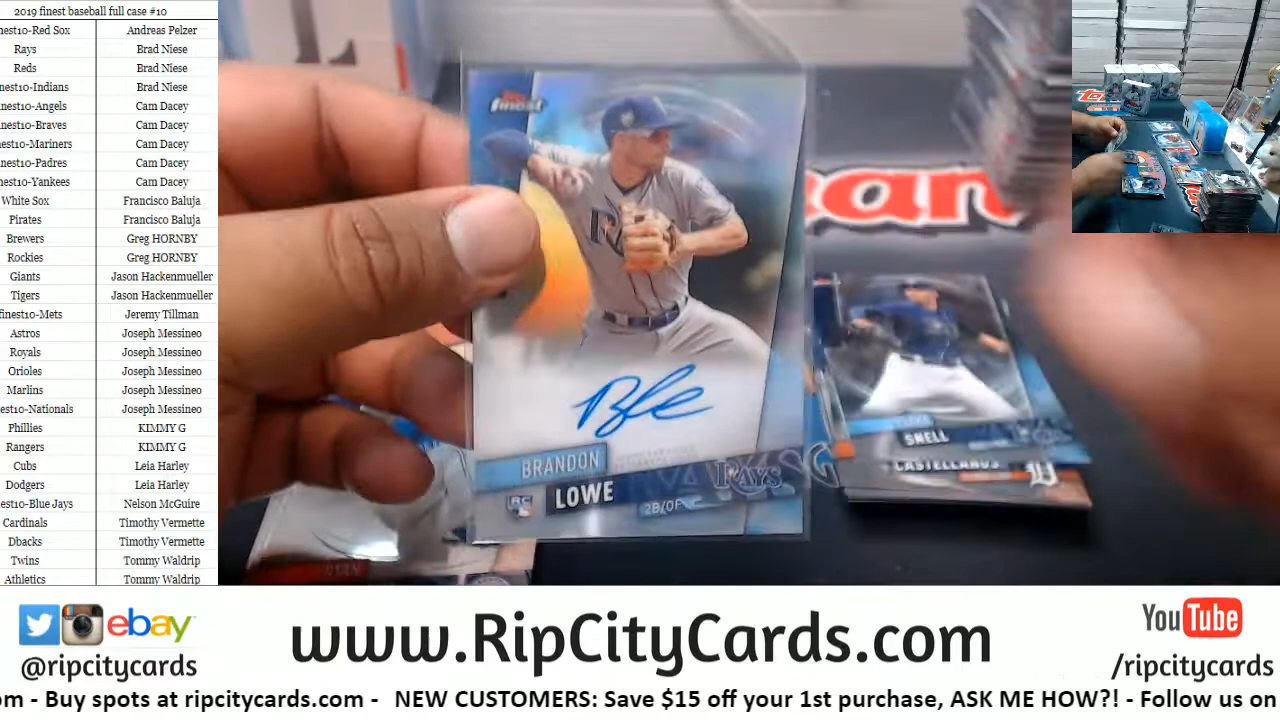 2019 finest baseball full case #10
nest10-Red Sox Andreas Pelzer
Rays Brad Niese
Reds Brad Niese
nest10-Indians Brad Niese
nest10-Angels Cam Dacey
nest10-Braves Cam Dacey
nest10-Mariners Cam Dacey
nest10-Padres Cam Dacey
nest10-Yankees Cam Dacey
White Sox Francisco Baluja
Pirates Francisco Baluja
Brewers Greg HORNBY
Rockies Greg HORNBY
Giants Jason Hackenmueller
Tigers Jason Hackenmueller
finest10-Mets Jeremy Tillman
Astros Joseph Messineo
Royals Joseph Messineo
Orioles Joseph Messineo
Marlins Joseph Messineo
est10-Nationals Joseph Messineo
Phillies KIMMY G
Rangers KIMMY G
Cubs Leia Harley
Dodgers Leia Harley
est10-Blue Jays Nelson McGuire
Cardinals Timothy Vermette
Dbacks Timothy Vermette
Twins Tommy Waldrip
Athletics Tommy Waldrip
finest
BRANDON
LOWE
RC
2B/OF
RAYS
SNELL
CASTELLANOS
ebay
@ripcitycards
www.RipCityCards.com
YouTube
/ripcitycards
om - Buy spots at ripcitycards.com - NEW CUSTOMERS: Save $15 off your 1st purchase, ASK ME HOW?! - Follow us on